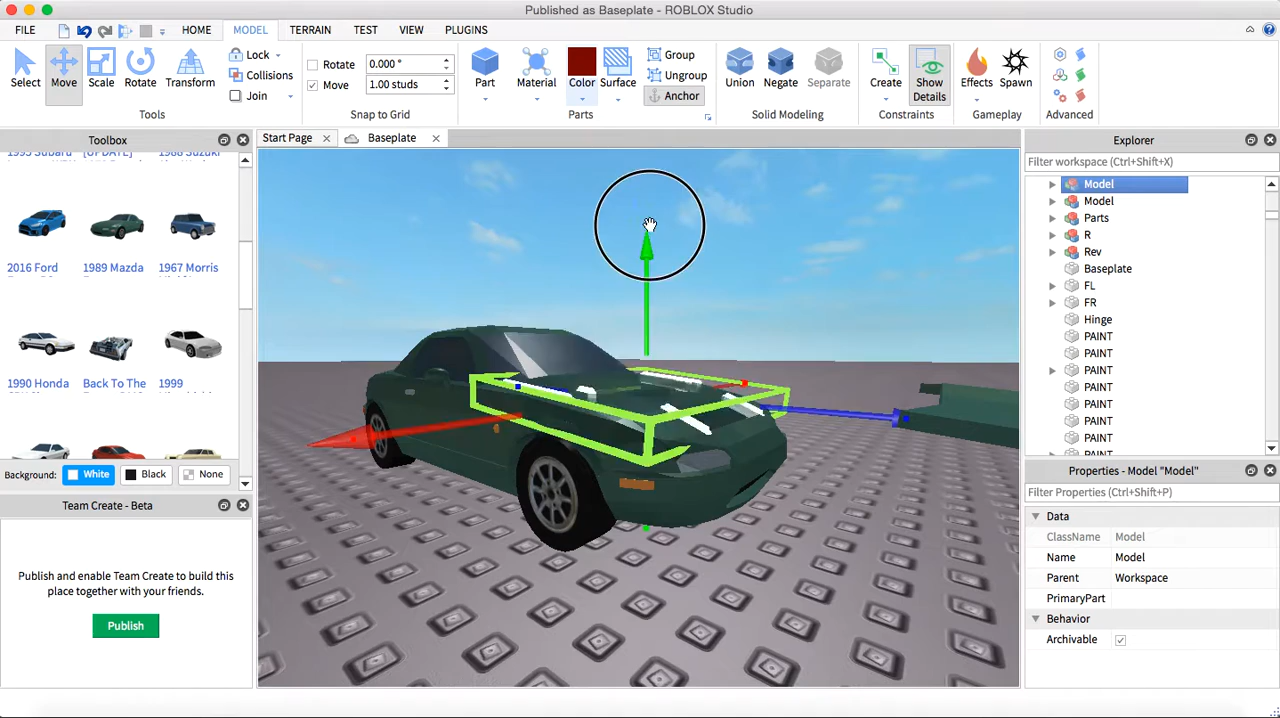 Published as Baseplate - ROBLOX Studio
FILE HOME MODEL TERRAIN TEST VIEW PLUGINS
Select Move Scale Rotate Transform
Lock
Collisions
Join
Tools
Rotate 0.000 °
Move 1.00 studs
Snap to Grid
Part Material Color Surface
Group
Ungroup
Anchor
Parts
Union Negate Separate
Solid Modeling
Create Show Details
Constraints
Effects Spawn
Gameplay
Advanced
Toolbox
Start Page Baseplate
1995 Subaru [UPDATE] 1988 Suzuki
2016 Ford 1989 Mazda 1967 Morris
1990 Honda Back To The 1999
Background: White Black None
Team Create - Beta
Publish and enable Team Create to build this
place together with your friends.
Publish
Explorer
Filter workspace (Ctrl+Shift+X)
Model
Model
Parts
R
Rev
Baseplate
FL
FR
Hinge
PAINT
PAINT
PAINT
PAINT
PAINT
PAINT
PAINT
Properties - Model "Model"
Filter Properties (Ctrl+Shift+P)
Data
ClassName Model
Name Model
Parent Workspace
PrimaryPart
Behavior
Archivable